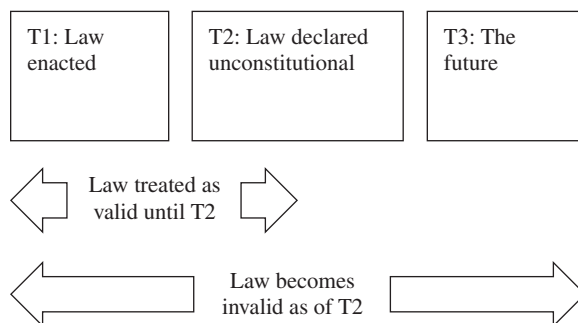 T1: Law
enacted
T2: Law declared
unconstitutional
T3: The
future
Law treated as
valid until T2
Law becomes
invalid as of T2